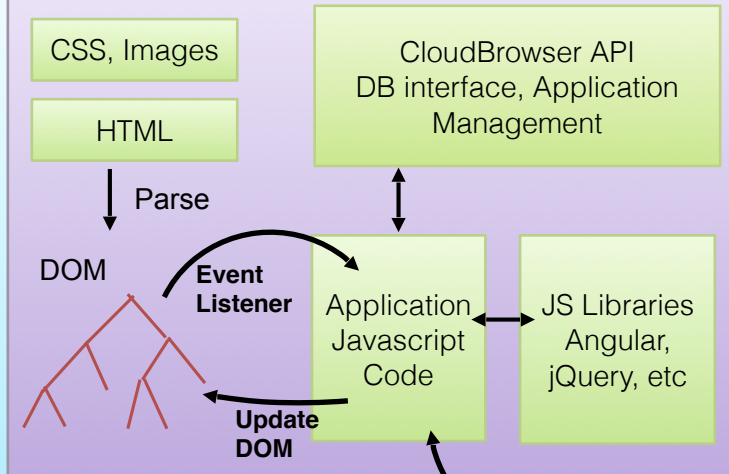 CSS, Images
HTML
Parse
DOM
CloudBrowser API
DB interface, Application
Management
Event
Listener
Application
Javascript
Code
JS Libraries
Angular,
jQuery, etc
Update
DOM